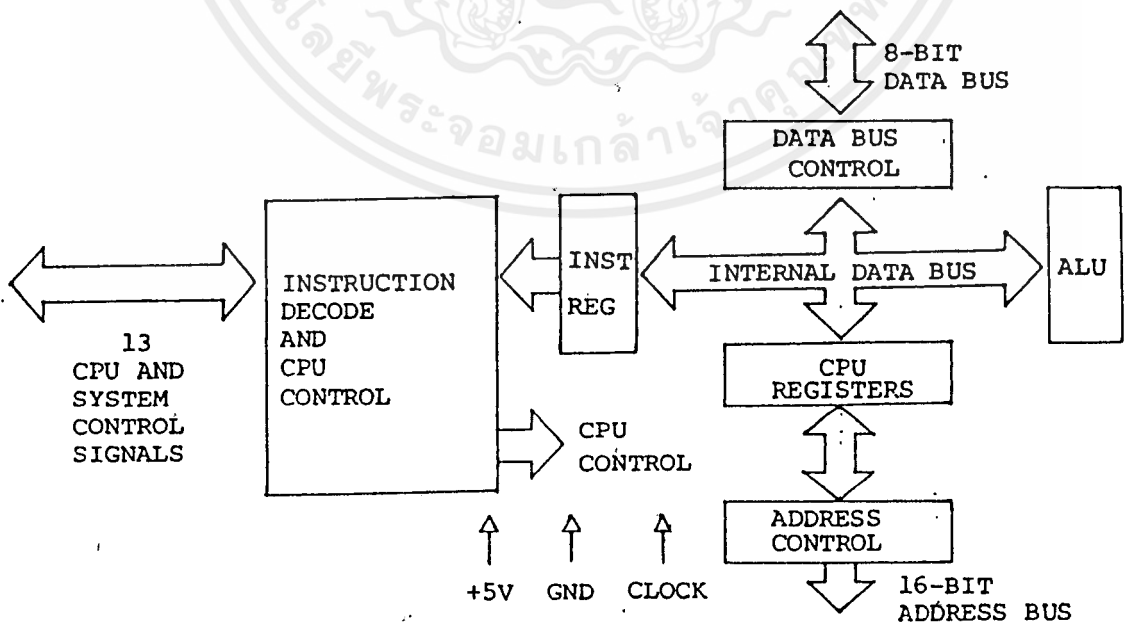 8-BIT
DATA BUS
DATA BUS
CONTROL
INSTRUCTION
DECODE
AND
CPU
CONTROL
INST
REG
INTERNAL DATA BUS
ALU
13
CPU AND
SYSTEM
CONTROL
SIGNALS
CPU
REGISTERS
CPU
CONTROL
ADDRESS
CONTROL
+5V GND CLOCK
16-BIT
ADDRESS BUS